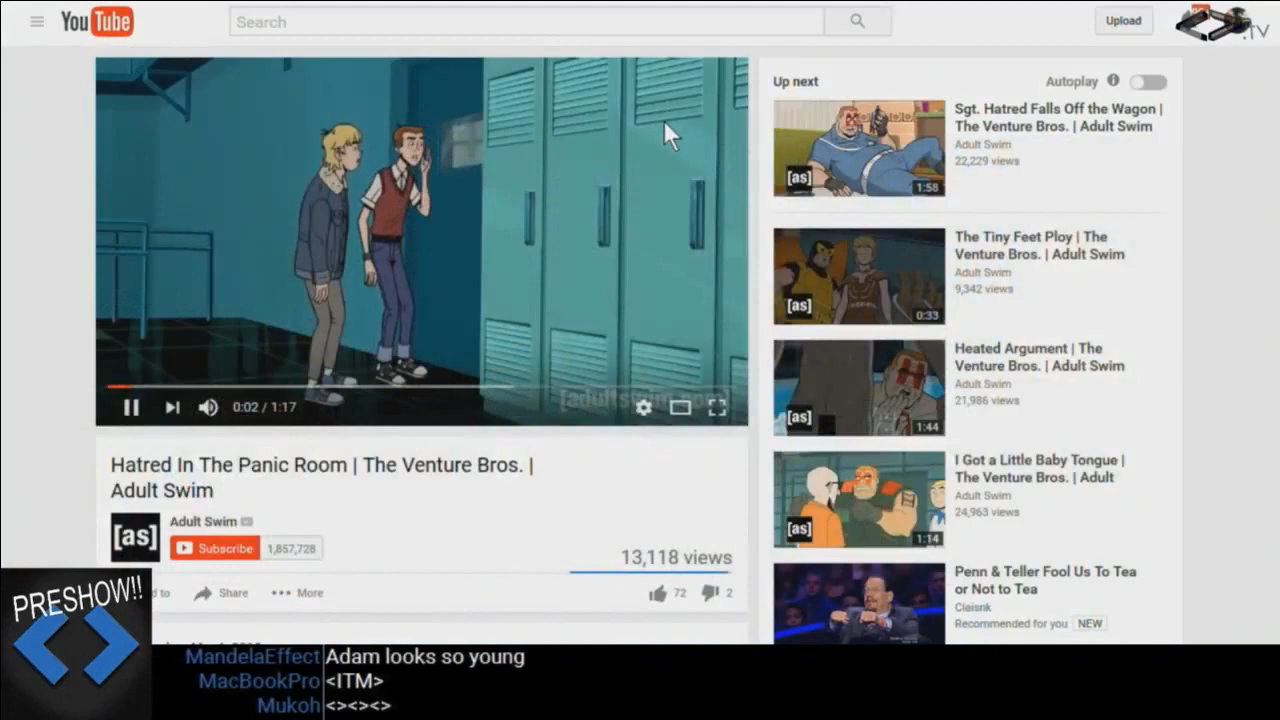 YouTube
Search
Upload
.TV
Up next
Autoplay
Sgt. Hatred Falls Off the Wagon |
The Venture Bros. | Adult Swim
Adult Swim
22,229 views
[as]
1:58
The Tiny Feet Ploy | The
Venture Bros. | Adult Swim
Adult Swim
9,342 views
[as]
0:33
Heated Argument | The
Venture Bros. | Adult Swim
Adult Swim
21,986 views
[as]
1:44
I Got a Little Baby Tongue |
The Venture Bros. | Adult
Adult Swim
24,963 views
[as]
1:14
Penn & Teller Fool Us To Tea
or Not to Tea
Claisnk
Recommended for you NEW
0:02 / 1:17
Hatred In The Panic Room | The Venture Bros. |
Adult Swim
[as]
Adult Swim
Subscribe 1,857,728
13,118 views
d to Share More
72 2
PRESHOW!!
MandelaEffect Adam looks so young
MacBookPro <ITM>
Mukoh <><><>